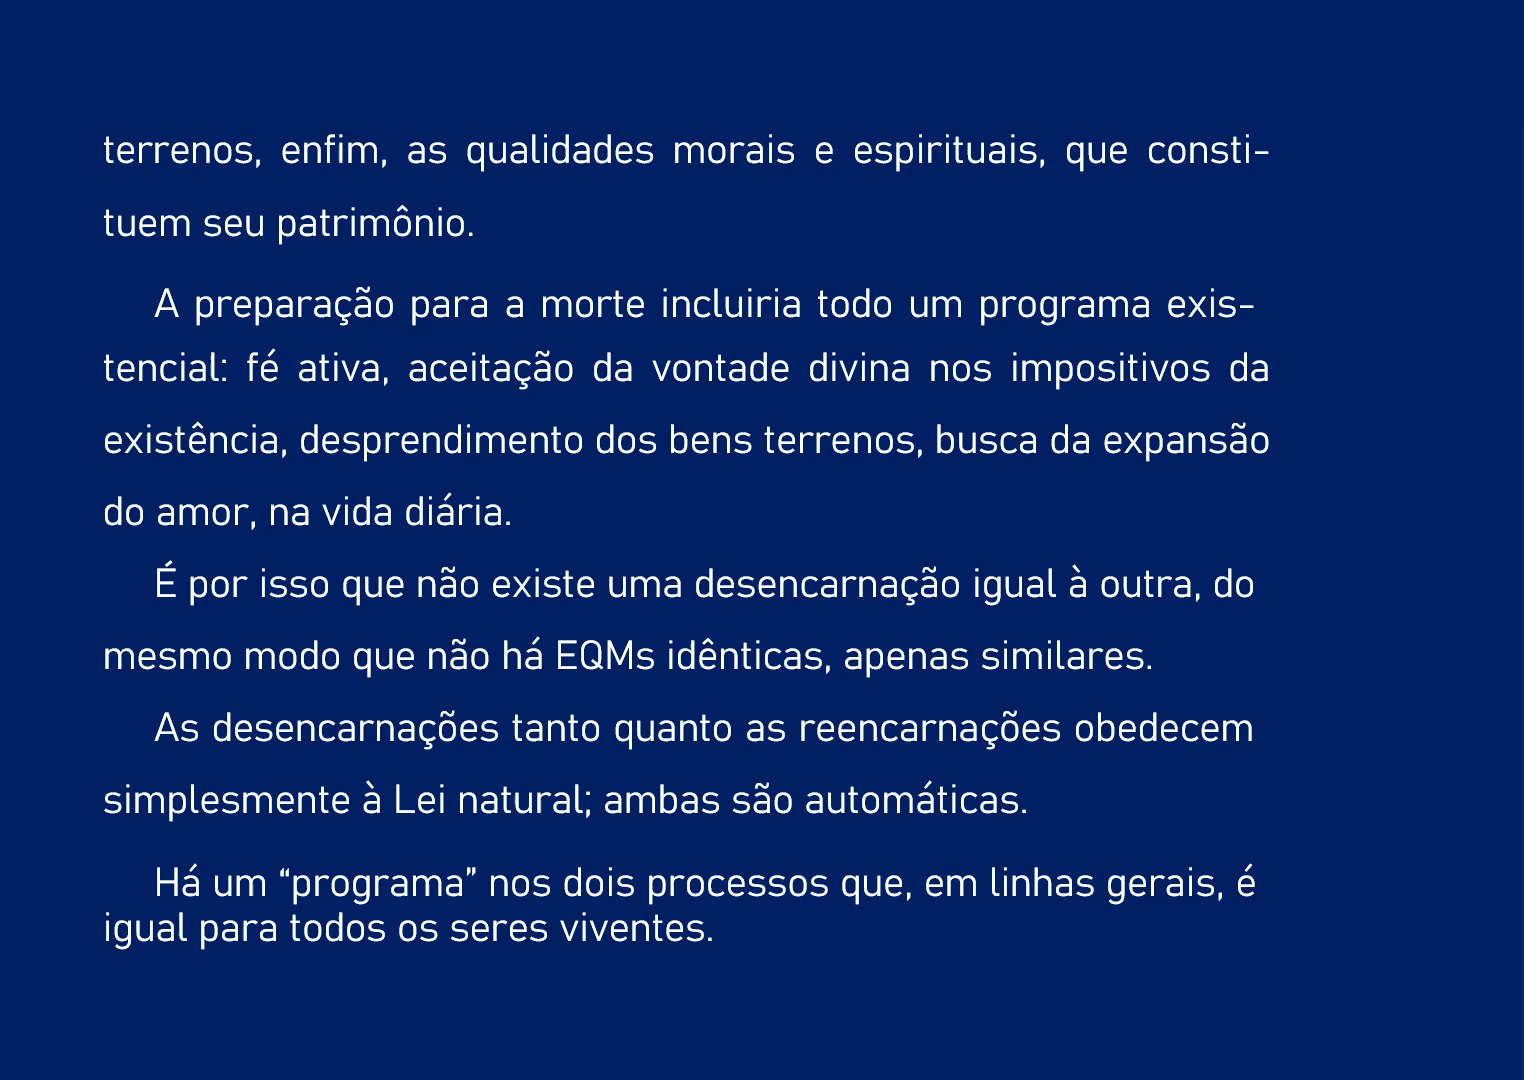 terrenos, enfim, as qualidades morais e espirituais, que consti-
tuem seu patrimônio.
A preparação para a morte incluiria todo um programa exis-
tencial: fé ativa, aceitação da vontade divina nos impositivos da
existência, desprendimento dos bens terrenos, busca da expansão
do amor, na vida diária.
É por isso que não existe uma desencarnação igual à outra, do
mesmo modo que não há EQMs idênticas, apenas similares.
As desencarnações tanto quanto as reencarnações obedecem
simplesmente à Lei natural; ambas são automáticas.
Há um “programa” nos dois processos que, em linhas gerais, é
igual para todos os seres viventes.